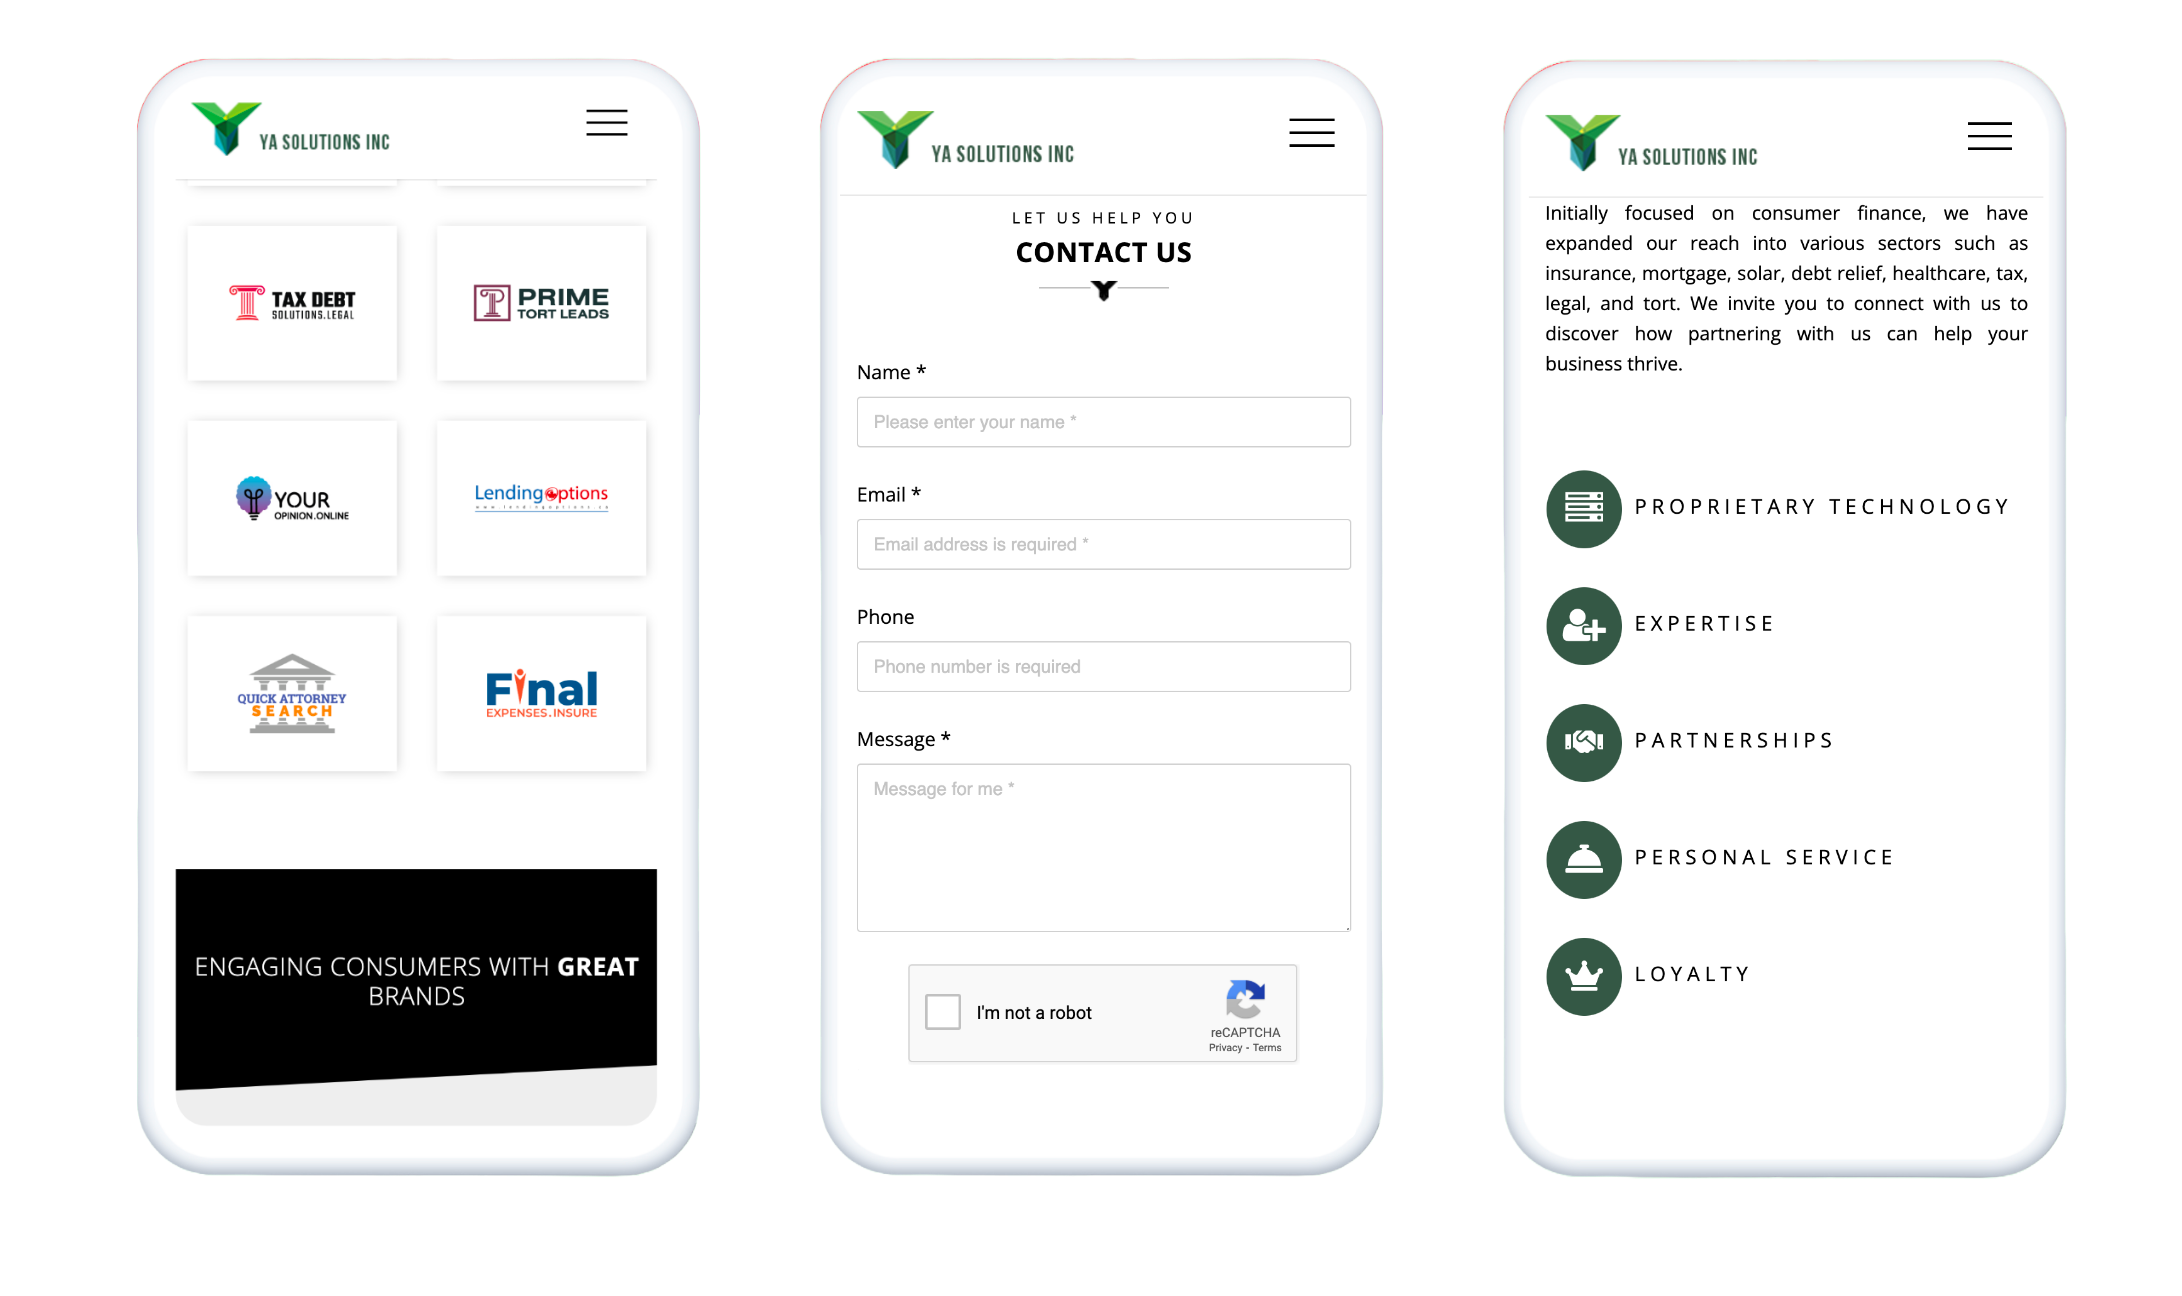 YA SOLUTIONS INC
TAX DEBT
SOLUTIONS.LEGAL
PRIME
TORT LEADS
YOUR
OPINION.ONLINE
LendingOptions
www.lendingoptions.ca
QUICK ATTORNEY
SEARCH
Final
EXPENSES.INSURE
ENGAGING CONSUMERS WITH GREAT
BRANDS
YA SOLUTIONS INC
LET US HELP YOU
CONTACT US
Name *
Please enter your name *
Email *
Email address is required *
Phone
Phone number is required
Message *
Message for me *
I'm not a robot
reCAPTCHA
Privacy - Terms
YA SOLUTIONS INC
Initially focused on consumer finance, we have
expanded our reach into various sectors such as
insurance, mortgage, solar, debt relief, healthcare, tax,
legal, and tort. We invite you to connect with us to
discover how partnering with us can help your
business thrive.
PROPRIETARY TECHNOLOGY
EXPERTISE
PARTNERSHIPS
PERSONAL SERVICE
LOYALTY